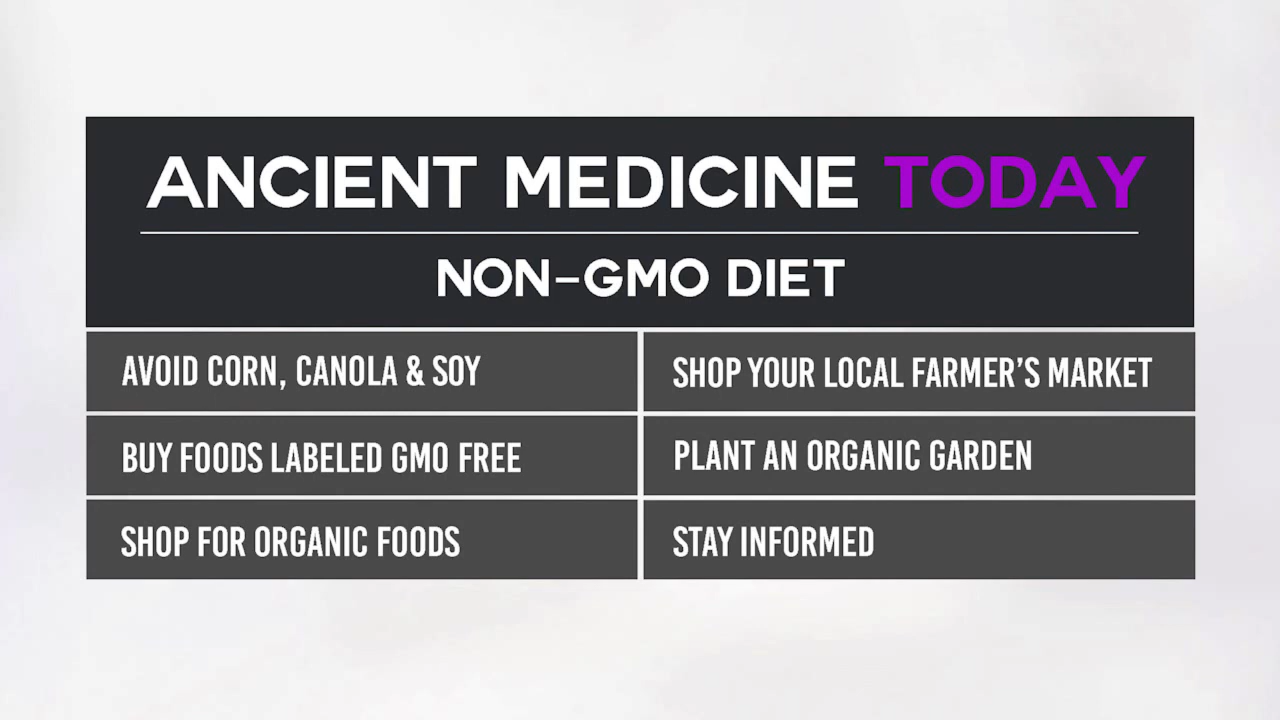 ANCIENT MEDICINE TODAY
NON-GMO DIET
AVOID CORN, CANOLA & SOY
BUY FOODS LABELED GMO FREE
SHOP FOR ORGANIC FOODS
SHOP YOUR LOCAL FARMER'S MARKET
PLANT AN ORGANIC GARDEN
STAY INFORMED